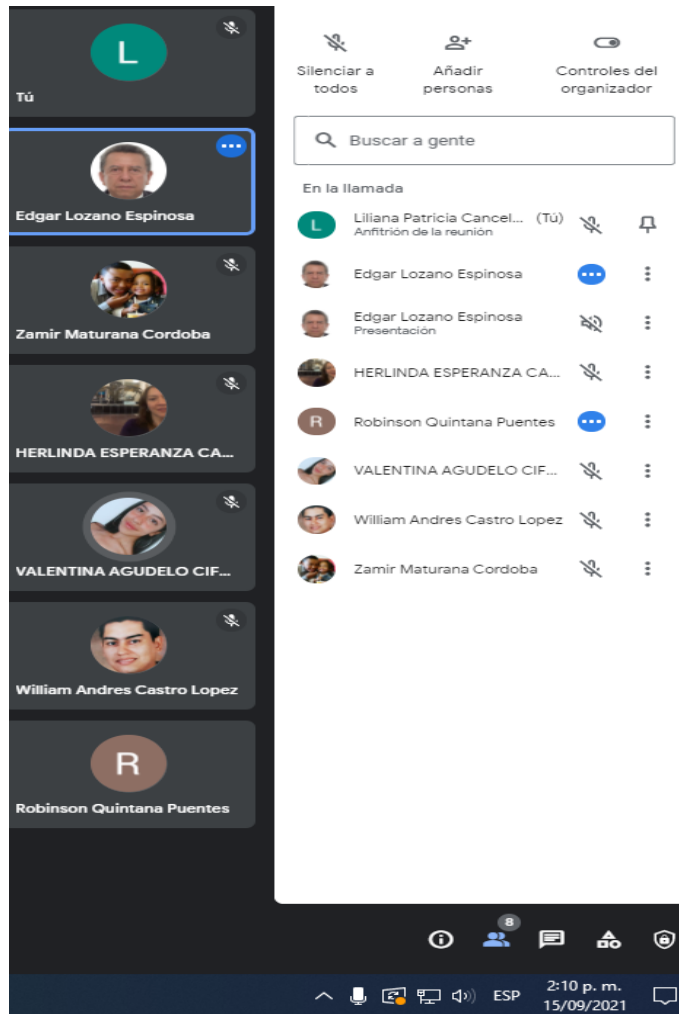 L
Tú
Edgar Lozano Espinosa
Zamir Maturana Cordoba
HERLINDA ESPERANZA CA...
VALENTINA AGUDELO CIF...
William Andres Castro Lopez
R
Robinson Quintana Puentes
Silenciar a
todos
Añadir
personas
Controles del
organizador
Buscar a gente
En la llamada
L
Liliana Patricia Cancel... (Tú)
Anfitrión de la reunión
Edgar Lozano Espinosa
Edgar Lozano Espinosa
Presentación
HERLINDA ESPERANZA CA...
R
Robinson Quintana Puentes
VALENTINA AGUDELO CIF...
William Andres Castro Lopez
Zamir Maturana Cordoba
8
ESP
2:10 p. m.
15/09/2021